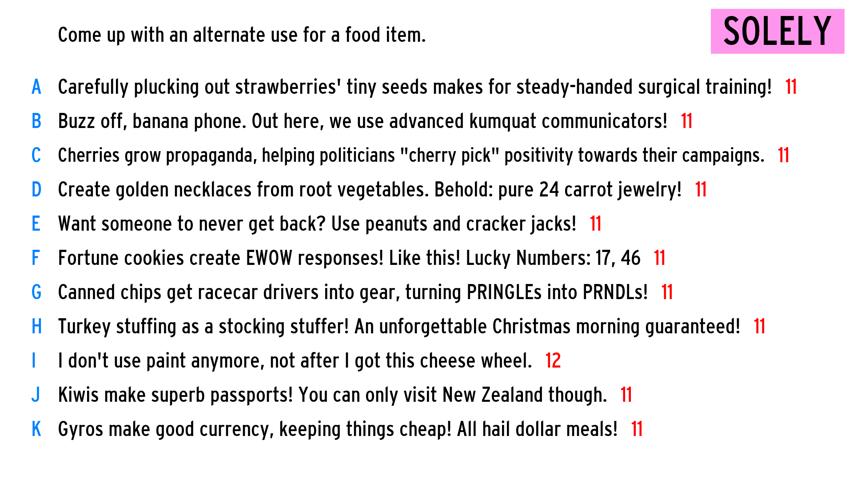 Come up with an alternate use for a food item.
SOLELY
A Carefully plucking out strawberries' tiny seeds makes for steady-handed surgical training! 11
B Buzz off, banana phone. Out here, we use advanced kumquat communicators! 11
C Cherries grow propaganda, helping politicians "cherry pick" positivity towards their campaigns. 11
D Create golden necklaces from root vegetables. Behold: pure 24 carrot jewelry! 11
E Want someone to never get back? Use peanuts and cracker jacks! 11
F Fortune cookies create EWOW responses! Like this! Lucky Numbers: 17, 46 11
G Canned chips get racecar drivers into gear, turning PRINGLEs into PRNDLs! 11
H Turkey stuffing as a stocking stuffer! An unforgettable Christmas morning guaranteed! 11
I I don't use paint anymore, not after I got this cheese wheel. 12
J Kiwis make superb passports! You can only visit New Zealand though. 11
K Gyros make good currency, keeping things cheap! All hail dollar meals! 11